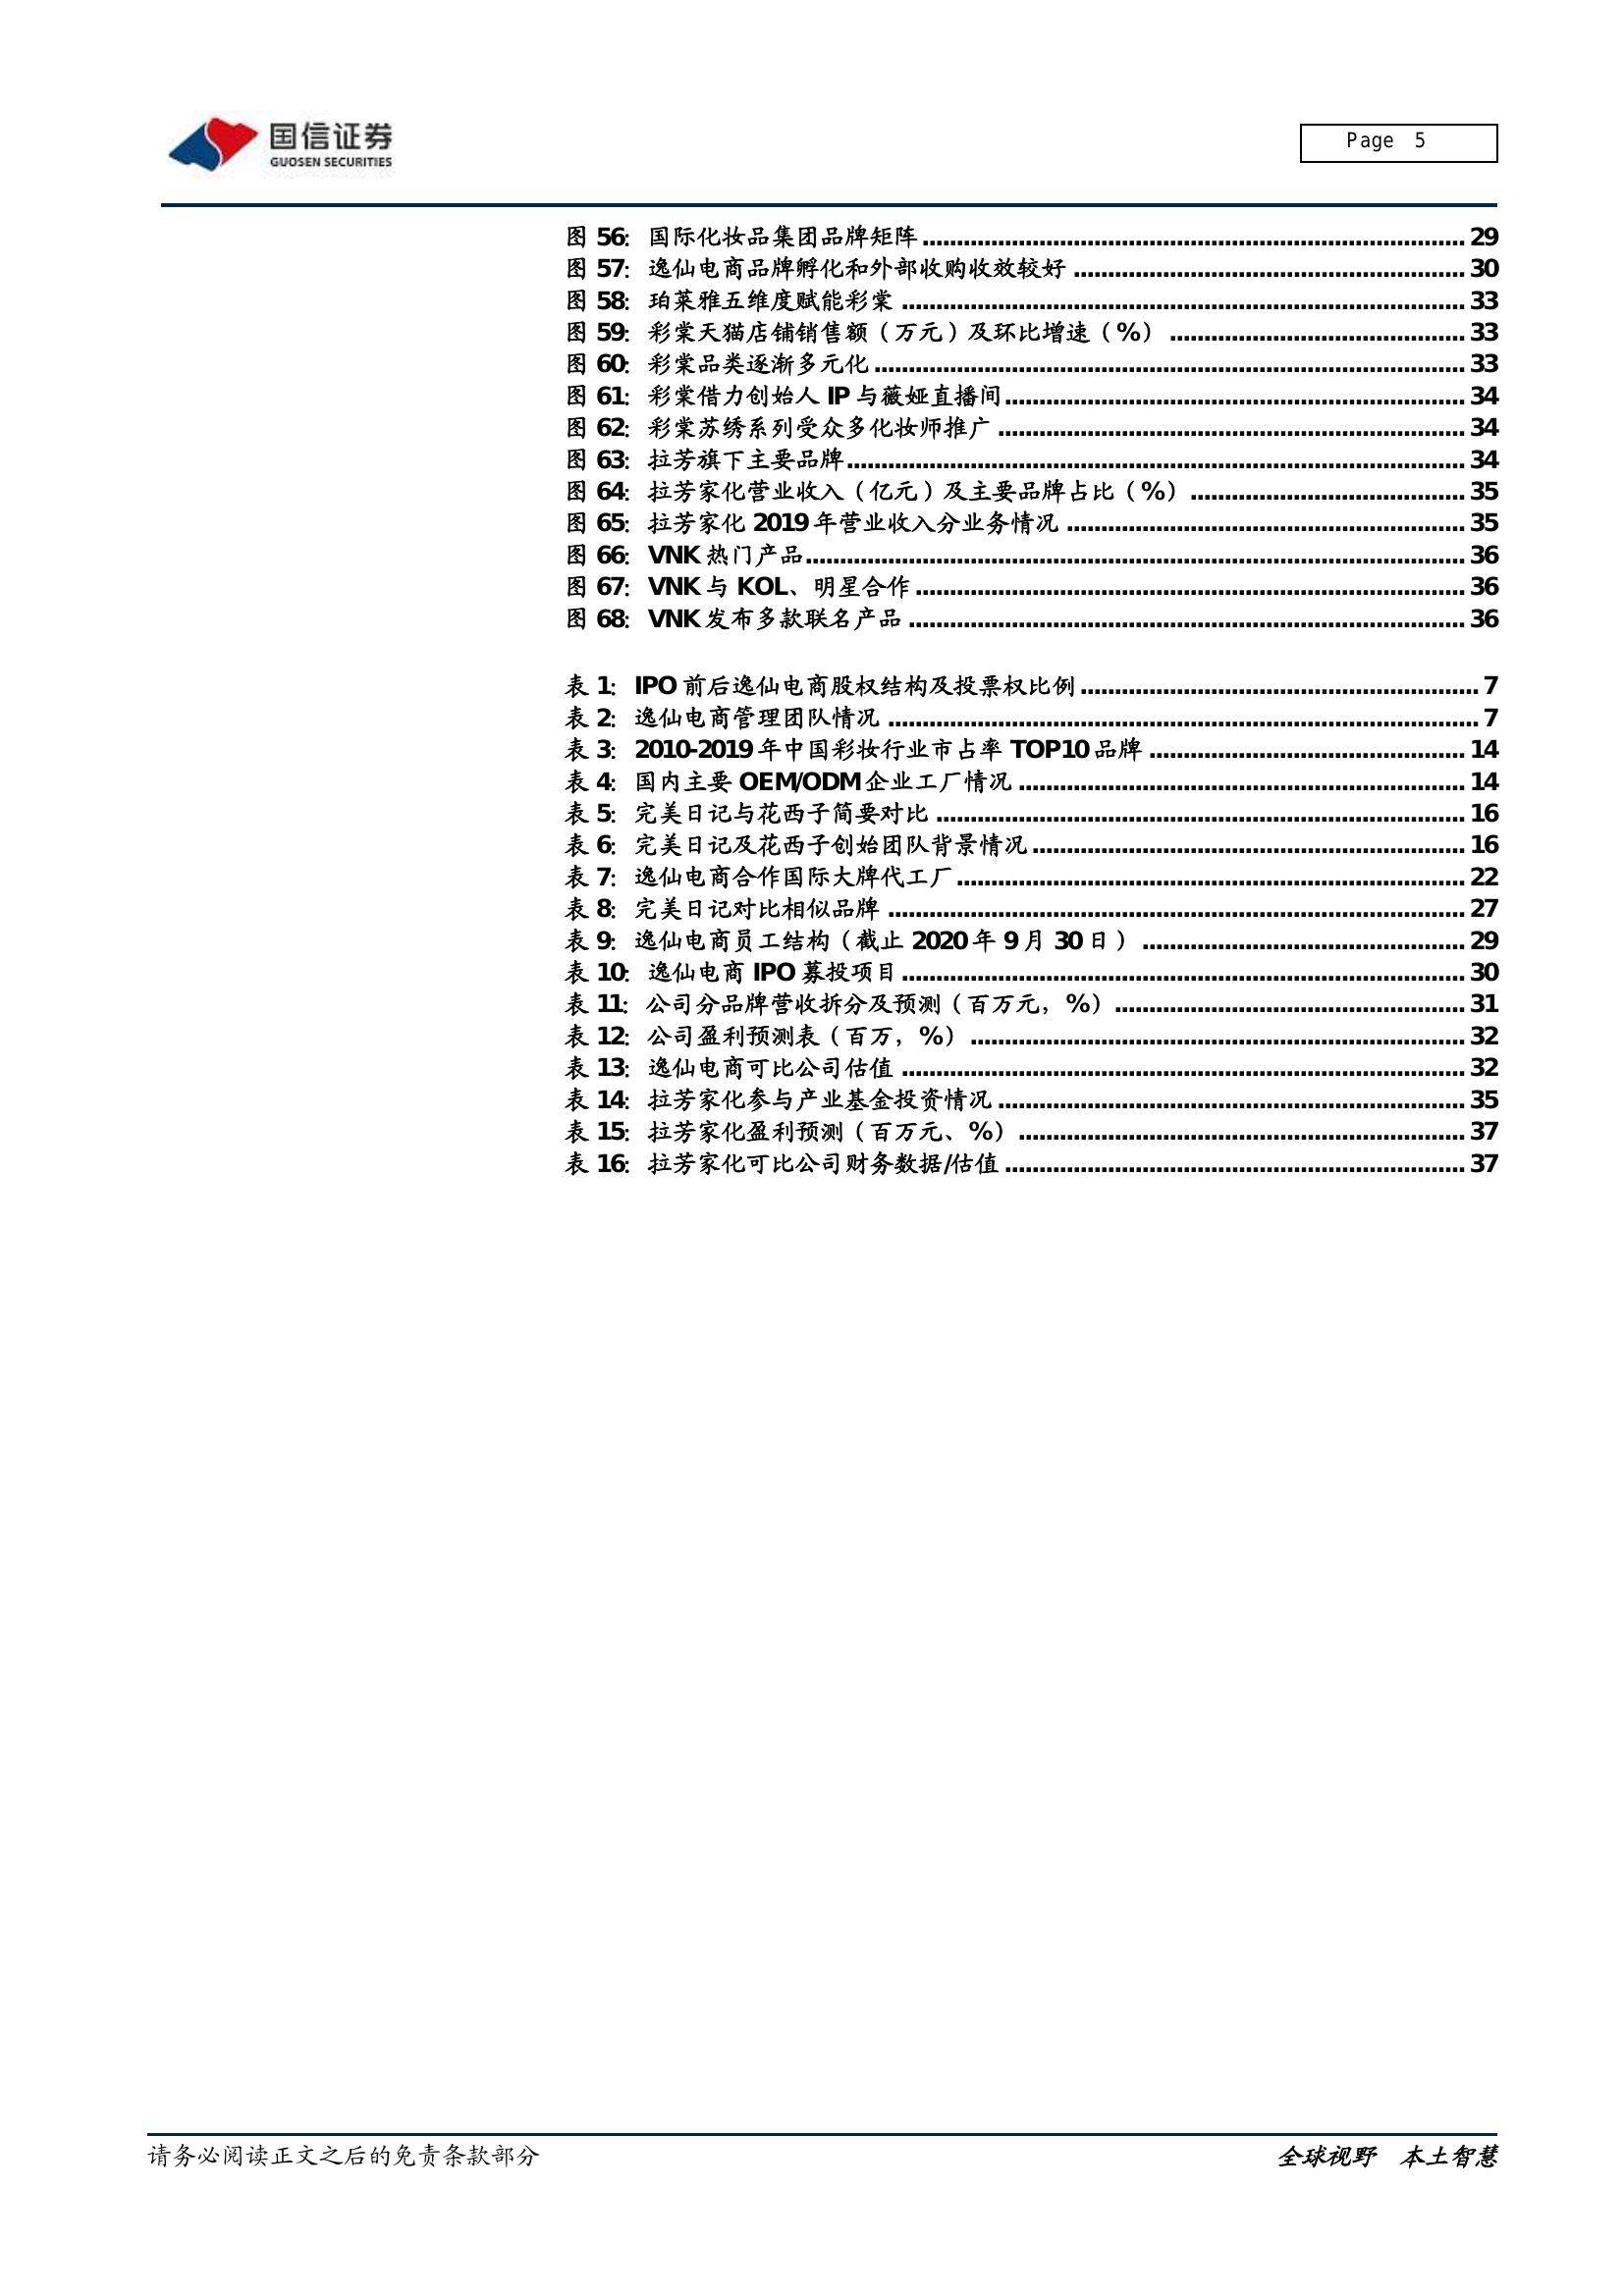 国信证券
GUOSEN SECURITIES
Page 5
图 56: 国际化妆品集团品牌矩阵 29
图 57: 逸仙电商品牌孵化和外部收购收效较好 30
图 58: 珀莱雅五维度赋能彩棠 33
图 59: 彩棠天猫店铺销售额（万元）及环比增速（%） 33
图 60: 彩棠品类逐渐多元化 33
图 61: 彩棠借力创始人 IP 与薇娅直播间 34
图 62: 彩棠苏绣系列受众多化妆师推广 34
图 63: 拉芳旗下主要品牌 34
图 64: 拉芳家化营业收入（亿元）及主要品牌占比（%） 35
图 65: 拉芳家化 2019 年营业收入分业务情况 35
图 66: VNK 热门产品 36
图 67: VNK 与 KOL、明星合作 36
图 68: VNK 发布多款联名产品 36
表 1: IPO 前后逸仙电商股权结构及投票权比例 7
表 2: 逸仙电商管理团队情况 7
表 3: 2010-2019 年中国彩妆行业市占率 TOP10 品牌 14
表 4: 国内主要 OEM/ODM 企业工厂情况 14
表 5: 完美日记与花西子简要对比 16
表 6: 完美日记及花西子创始团队背景情况 16
表 7: 逸仙电商合作国际大牌代工厂 22
表 8: 完美日记对比相似品牌 27
表 9: 逸仙电商员工结构（截止 2020 年 9 月 30 日） 29
表 10: 逸仙电商 IPO 募投项目 30
表 11: 公司分品牌营收拆分及预测（百万元，%） 31
表 12: 公司盈利预测表（百万，%） 32
表 13: 逸仙电商可比公司估值 32
表 14: 拉芳家化参与产业基金投资情况 35
表 15: 拉芳家化盈利预测（百万元、%） 37
表 16: 拉芳家化可比公司财务数据/估值 37
请务必阅读正文之后的免责条款部分
全球视野 本土智慧